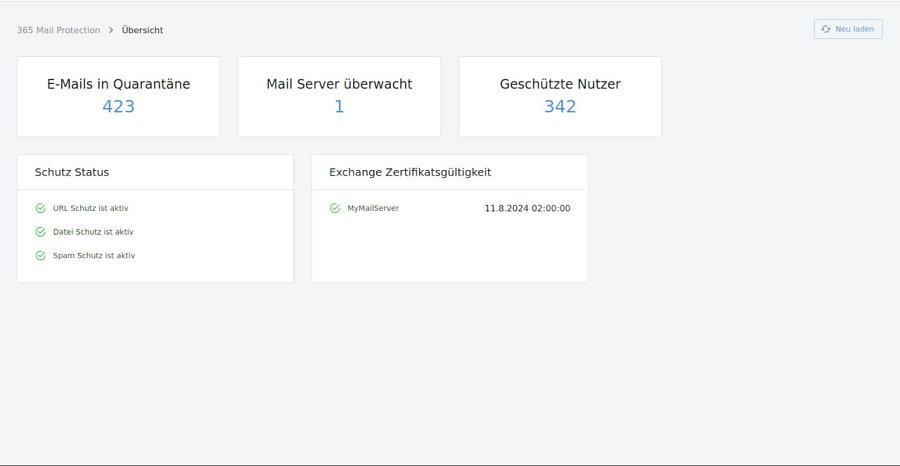 365 Mail Protection > Übersicht
Neu laden
E-Mails in Quarantäne
423
Mail Server überwacht
1
Geschützte Nutzer
342
Schutz Status
URL Schutz ist aktiv
Datei Schutz ist aktiv
Spam Schutz ist aktiv
Exchange Zertifikatsgültigkeit
MyMailServer 11.8.2024 02:00:00